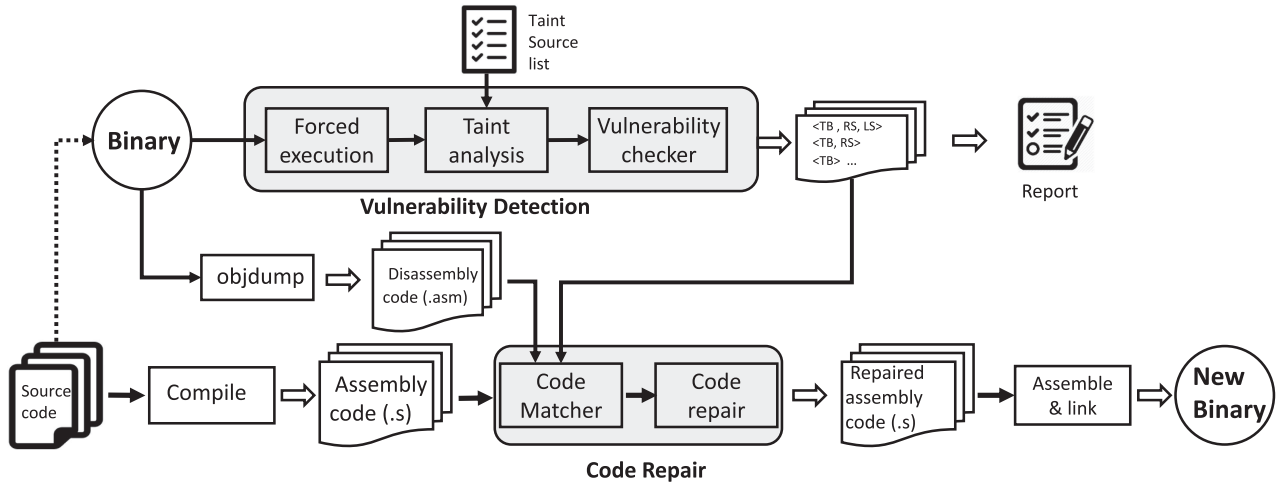 Taint
Source
list
Binary
Forced
execution
Taint
analysis
Vulnerability
checker
<TB , RS, LS>
<TB, RS>
<TB> ...
Report
Vulnerability Detection
objdump
Disassembly
code (.asm)
Source
code
Compile
Assembly
code (.s)
Code
Matcher
Code
repair
Repaired
assembly
code (.s)
Assemble
& link
New
Binary
Code Repair